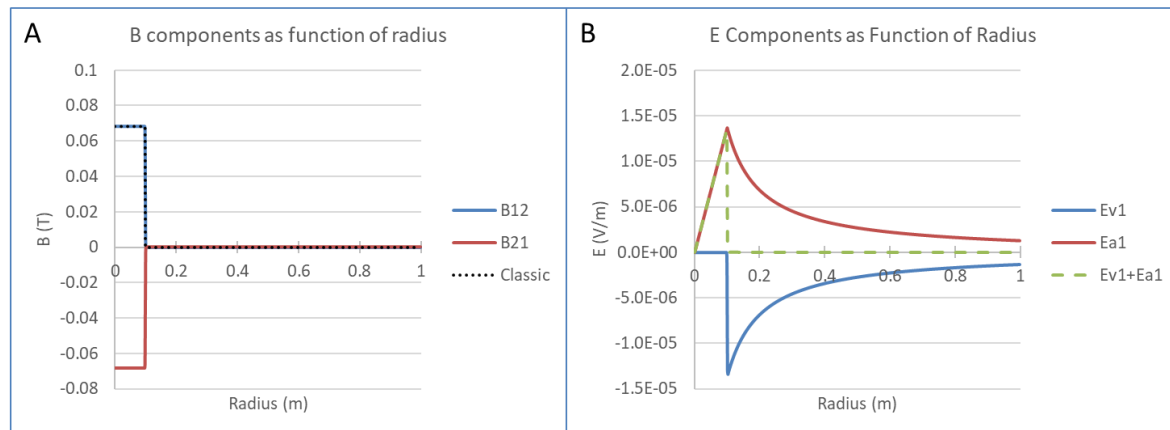 A
B components as function of radius
0.1
0.08
0.06
0.04
0.02
0
-0.02
-0.04
-0.06
-0.08
0
0.2
0.4
0.6
0.8
1
B (T)
Radius (m)
B12
B21
Classic
B
E Components as Function of Radius
2.0E-05
1.5E-05
1.0E-05
5.0E-06
0.0E+00
-5.0E-06
-1.0E-05
-1.5E-05
0
0.2
0.4
0.6
0.8
1
E (V/m)
Radius (m)
Ev1
Ea1
Ev1+Ea1